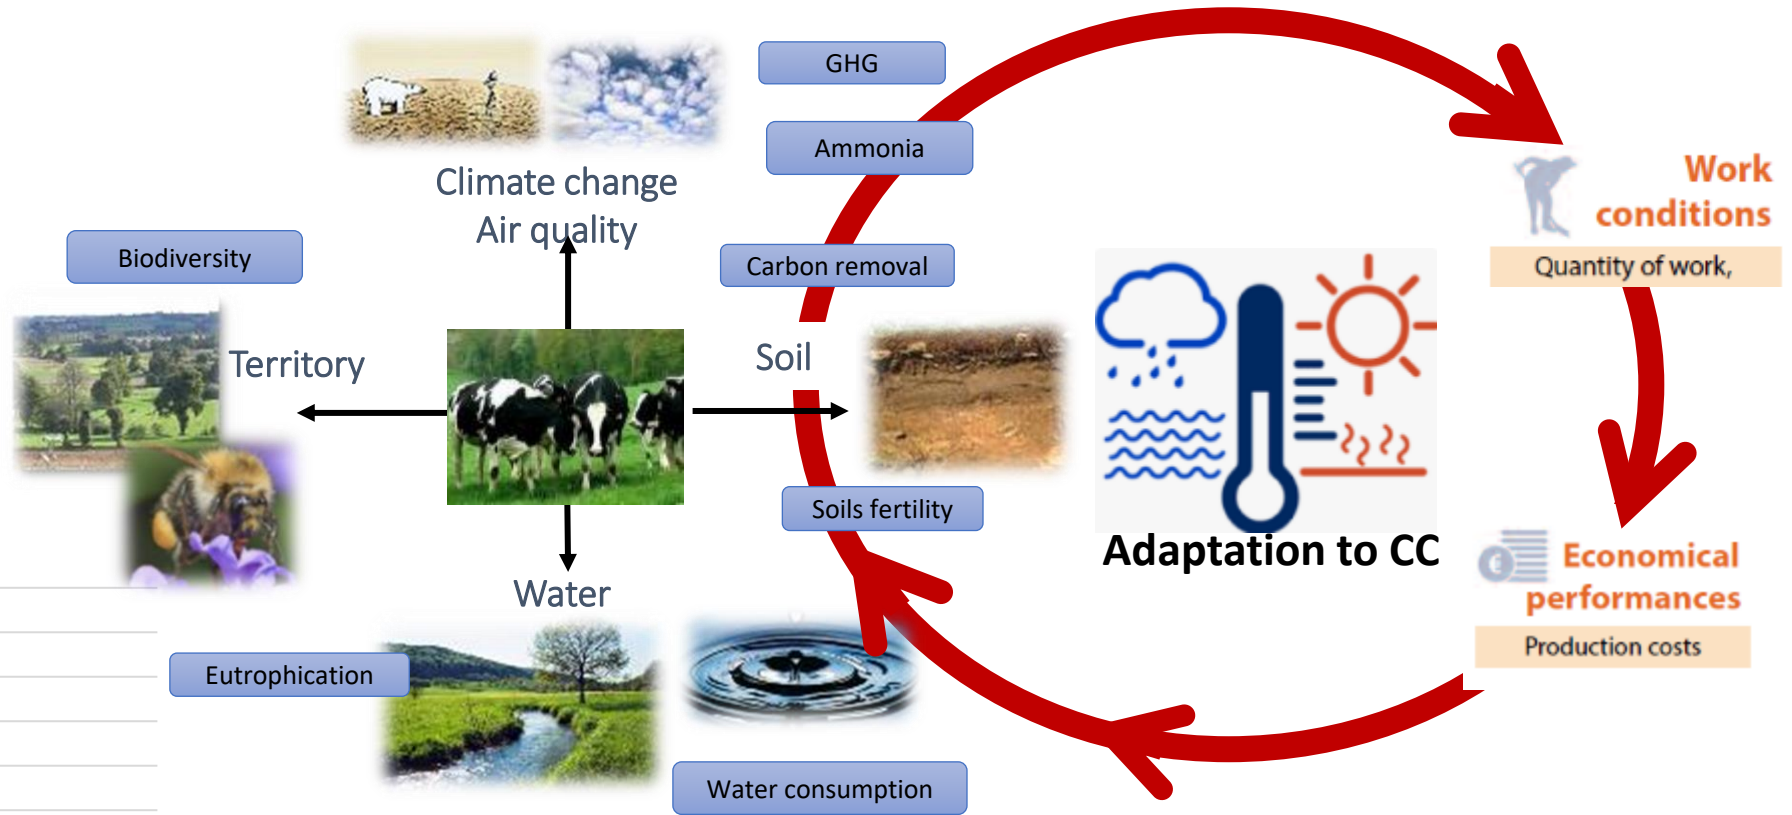 GHG
Ammonia
Climate change
Air quality
Work
conditions
Quantity of work,
Biodiversity
Carbon removal
Territory
Soil
Soils fertility
Adaptation to CC
Economical
performances
Production costs
Water
Eutrophication
Water consumption
€